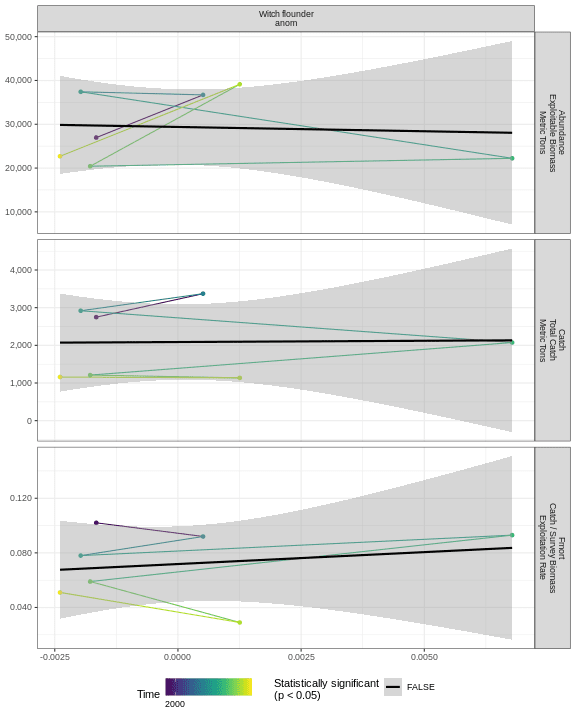 Witch flounder
anom
50,000
40,000
30,000
20,000
10,000
Abundance
Exploitable Biomass
Metric Tons
4,000
3,000
2,000
1,000
0
Catch
Total Catch
Metric Tons
0.120
0.080
0.040
Fmort
Catch / Survey Biomass
Exploitation Rate
-0.0025
0.0000
0.0025
0.0050
Time
2000
Statistically significant
(p < 0.05)
FALSE